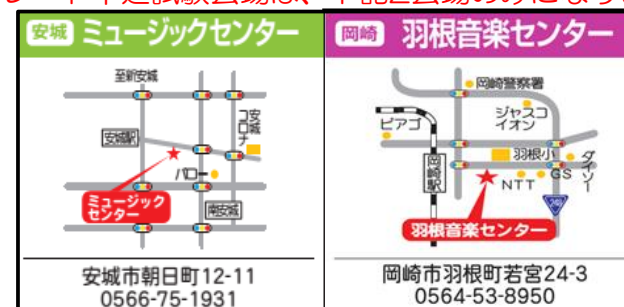 安城 ミュージックセンター
至新安城
安城駅
安城コロナ
バロー
ミュージック
センター
南安城
安城市朝日町12-11
0566-75-1931
岡崎 羽根音楽センター
岡崎警察署
ピアゴ
ジャスコ
イオン
岡崎駅
羽根小
ダイソー
NTT
GS
248
羽根音楽センター
岡崎市羽根町若宮24-3
0564-53-8950